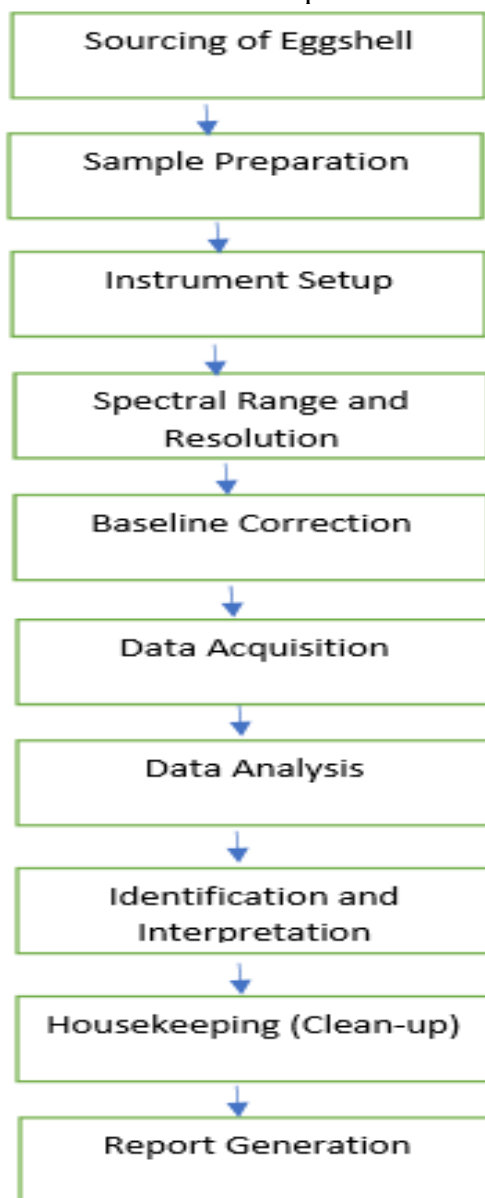 Sourcing of Eggshell
Sample Preparation
Instrument Setup
Spectral Range and
Resolution
Baseline Correction
Data Acquisition
Data Analysis
Identification and
Interpretation
Housekeeping (Clean-up)
Report Generation